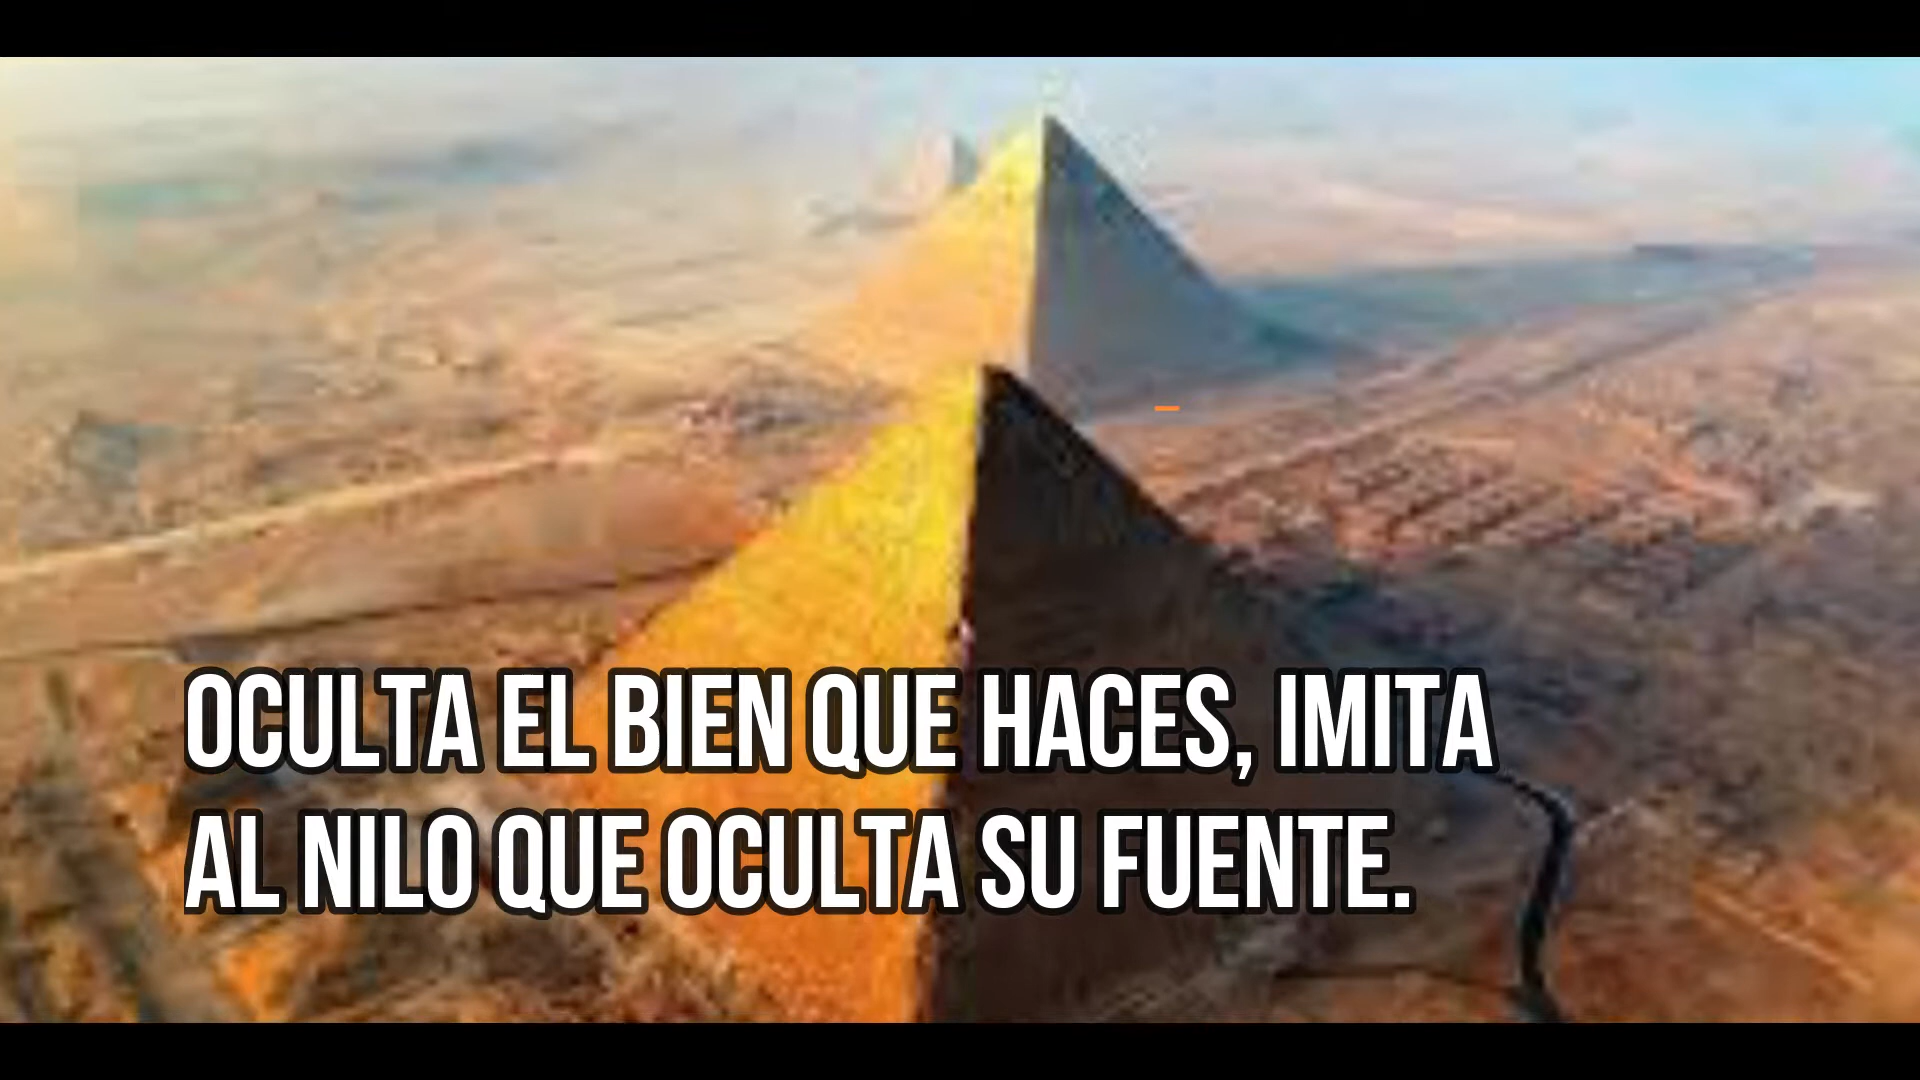 OCULTA EL BIEN QUE HACES, IMITA
AL NILO QUE OCULTA SU FUENTE.